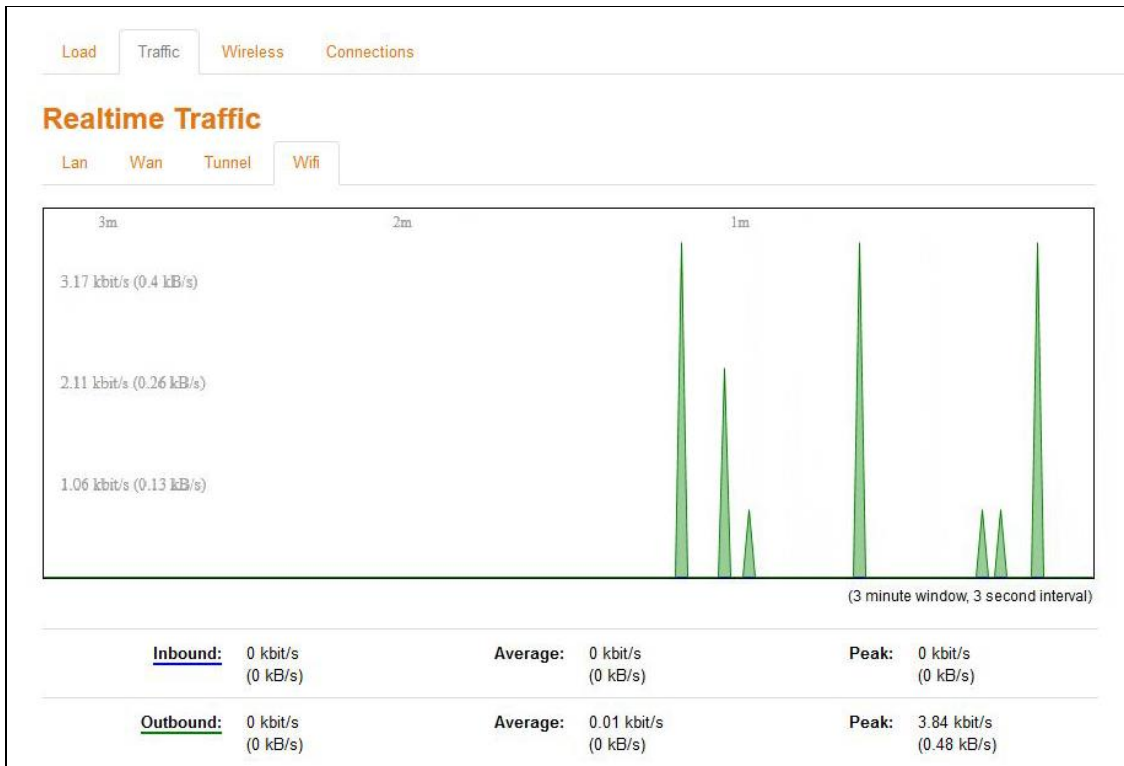 Load Traffic Wireless Connections
Realtime Traffic
Lan Wan Tunnel Wifi
3m 2m 1m
3.17 kbit/s (0.4 kB/s)
2.11 kbit/s (0.26 kB/s)
1.06 kbit/s (0.13 kB/s)
(3 minute window, 3 second interval)
Inbound: 0 kbit/s Average: 0 kbit/s Peak: 0 kbit/s
(0 kB/s) (0 kB/s) (0 kB/s)
Outbound: 0 kbit/s Average: 0.01 kbit/s Peak: 3.84 kbit/s
(0 kB/s) (0 kB/s) (0.48 kB/s)